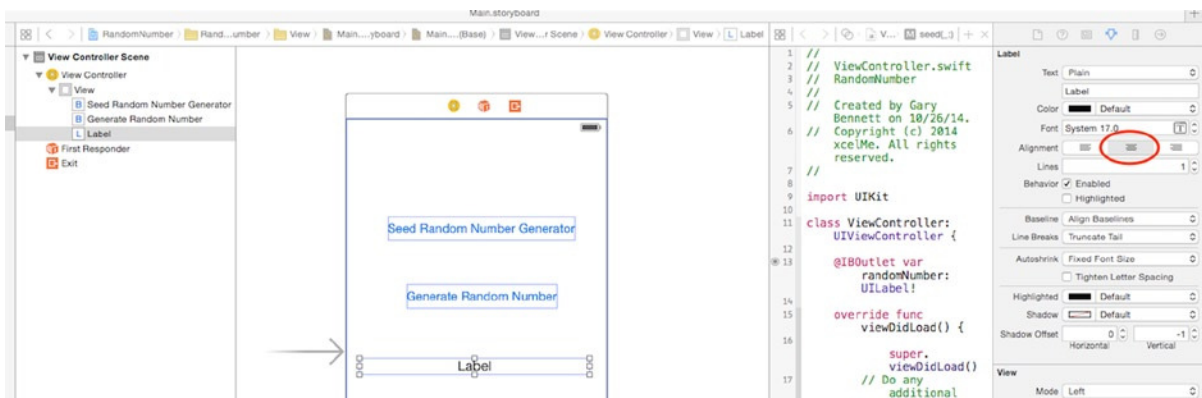 Main.storyboard
RandomNumber Rand...umber View Main....yboard Main....(Base) View...r Scene View Controller View L Label V... seed(_:)
View Controller Scene
View Controller
View
B Seed Random Number Generator
B Generate Random Number
L Label
First Responder
Exit
Seed Random Number Generator
Generate Random Number
Label
1 //
2 // ViewController.swift
3 // RandomNumber
4 //
5 // Created by Gary
Bennett on 10/26/14.
6 // Copyright (c) 2014
xcelMe. All rights
reserved.
7 //
8
9 import UIKit
10
11 class ViewController:
UIViewController {
12
13 @IBOutlet var
randomNumber:
UILabel!
14
15 override func
viewDidLoad() {
16
super.
viewDidLoad()
17 // Do any
additional
Label
Text Plain
Label
Color Default
Font System 17.0
Alignment
Lines 1
Behavior Enabled
Highlighted
Baseline Align Baselines
Line Breaks Truncate Tail
Autoshrink Fixed Font Size
Tighten Letter Spacing
Highlighted Default
Shadow Default
Shadow Offset 0 -1
Horizontal Vertical
View
Mode Left